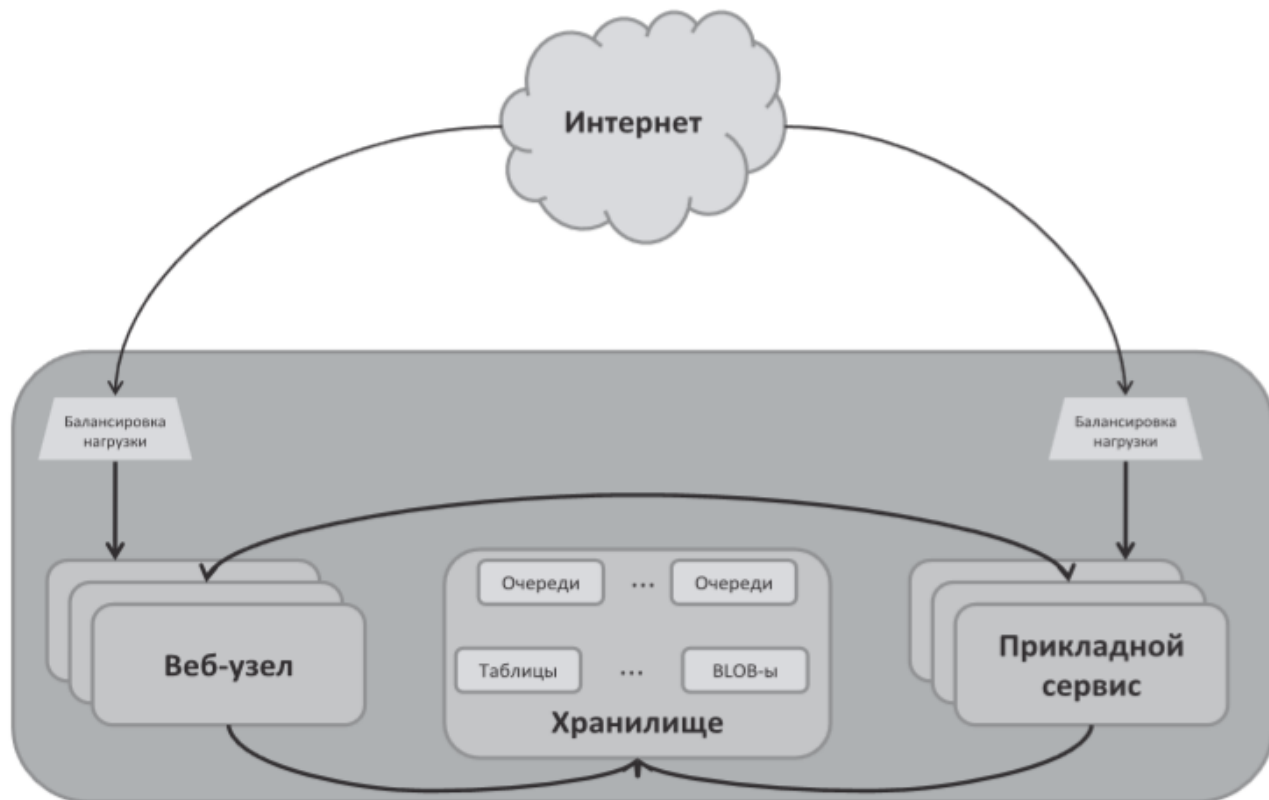 Интернет
Балансировка
нагрузки
Балансировка
нагрузки
Очереди ... Очереди
Веб-узел
Таблицы ... BLOB-ы
Хранилище
Прикладной
сервис